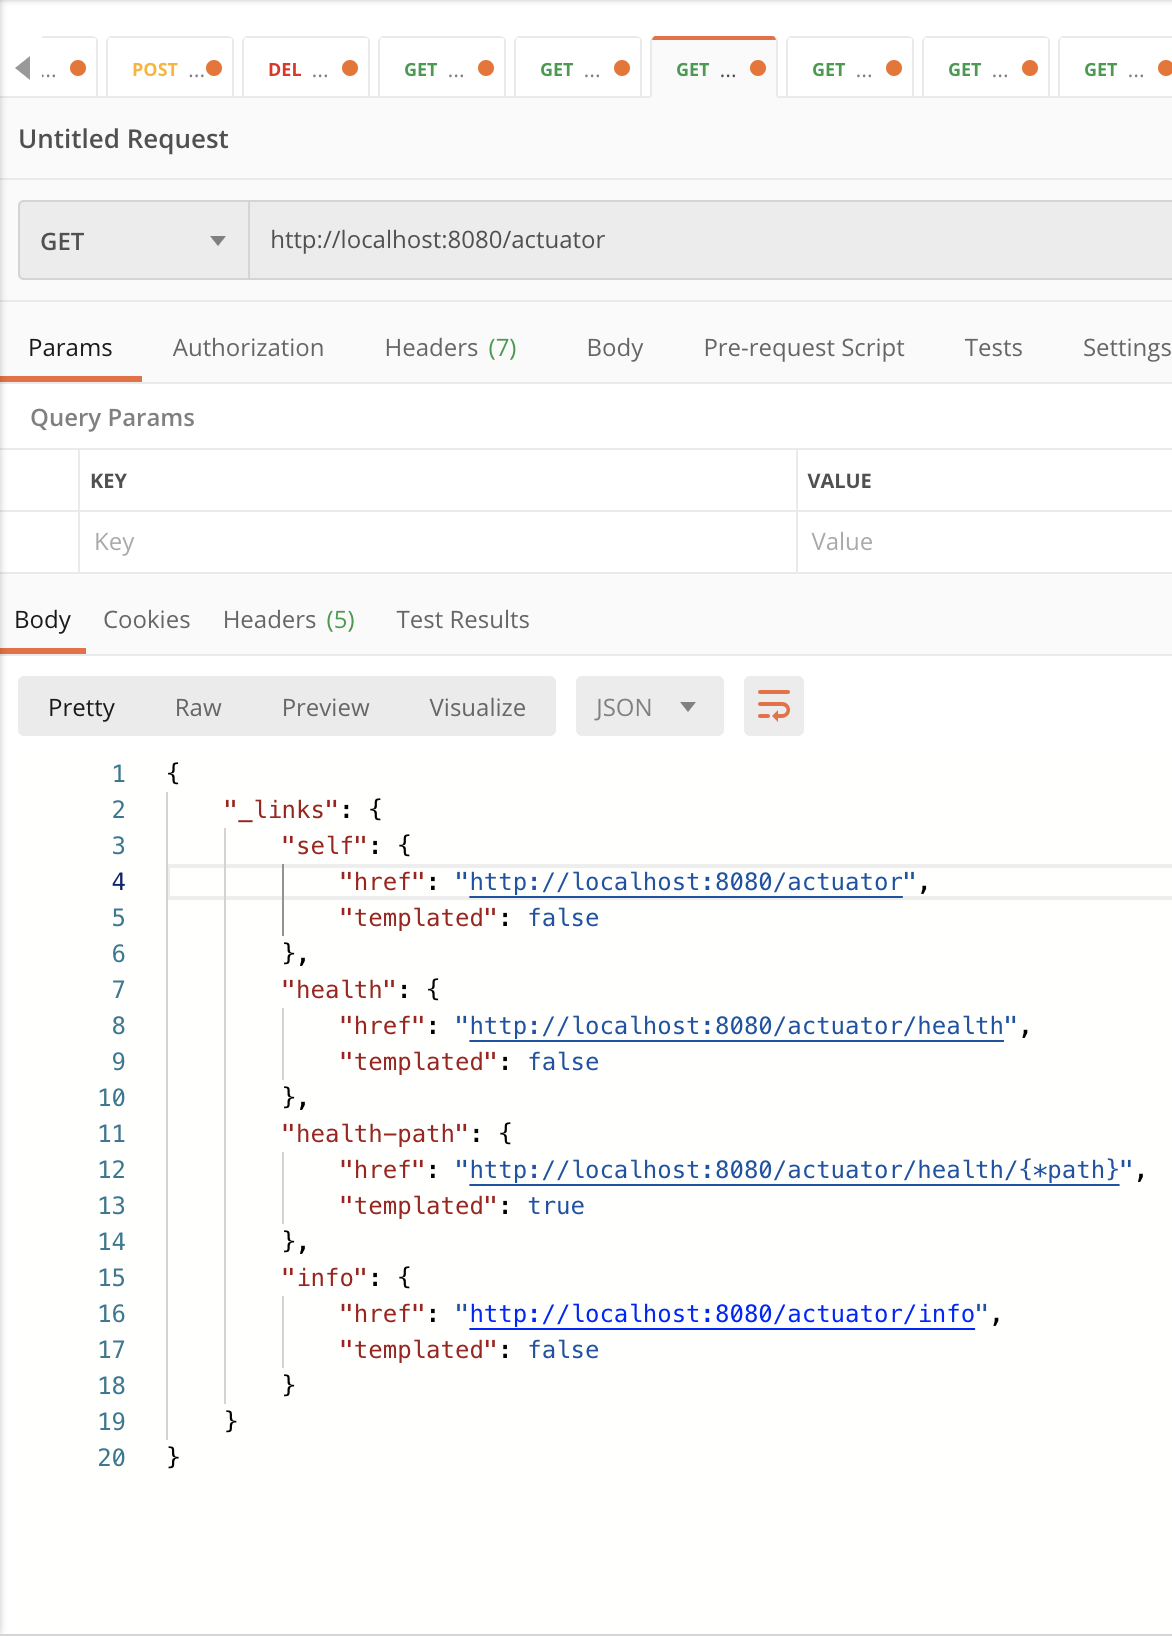 ... POST ... DEL ... GET ... GET ... GET ... GET ... GET ... GET ...
Untitled Request
GET http://localhost:8080/actuator
Params Authorization Headers (7) Body Pre-request Script Tests Settings
Query Params
KEY VALUE
Key Value
Body Cookies Headers (5) Test Results
Pretty Raw Preview Visualize JSON
1 {
2 "_links": {
3 "self": {
4 "href": "http://localhost:8080/actuator",
5 "templated": false
6 },
7 "health": {
8 "href": "http://localhost:8080/actuator/health",
9 "templated": false
10 },
11 "health-path": {
12 "href": "http://localhost:8080/actuator/health/{*path}",
13 "templated": true
14 },
15 "info": {
16 "href": "http://localhost:8080/actuator/info",
17 "templated": false
18 }
19 }
20 }